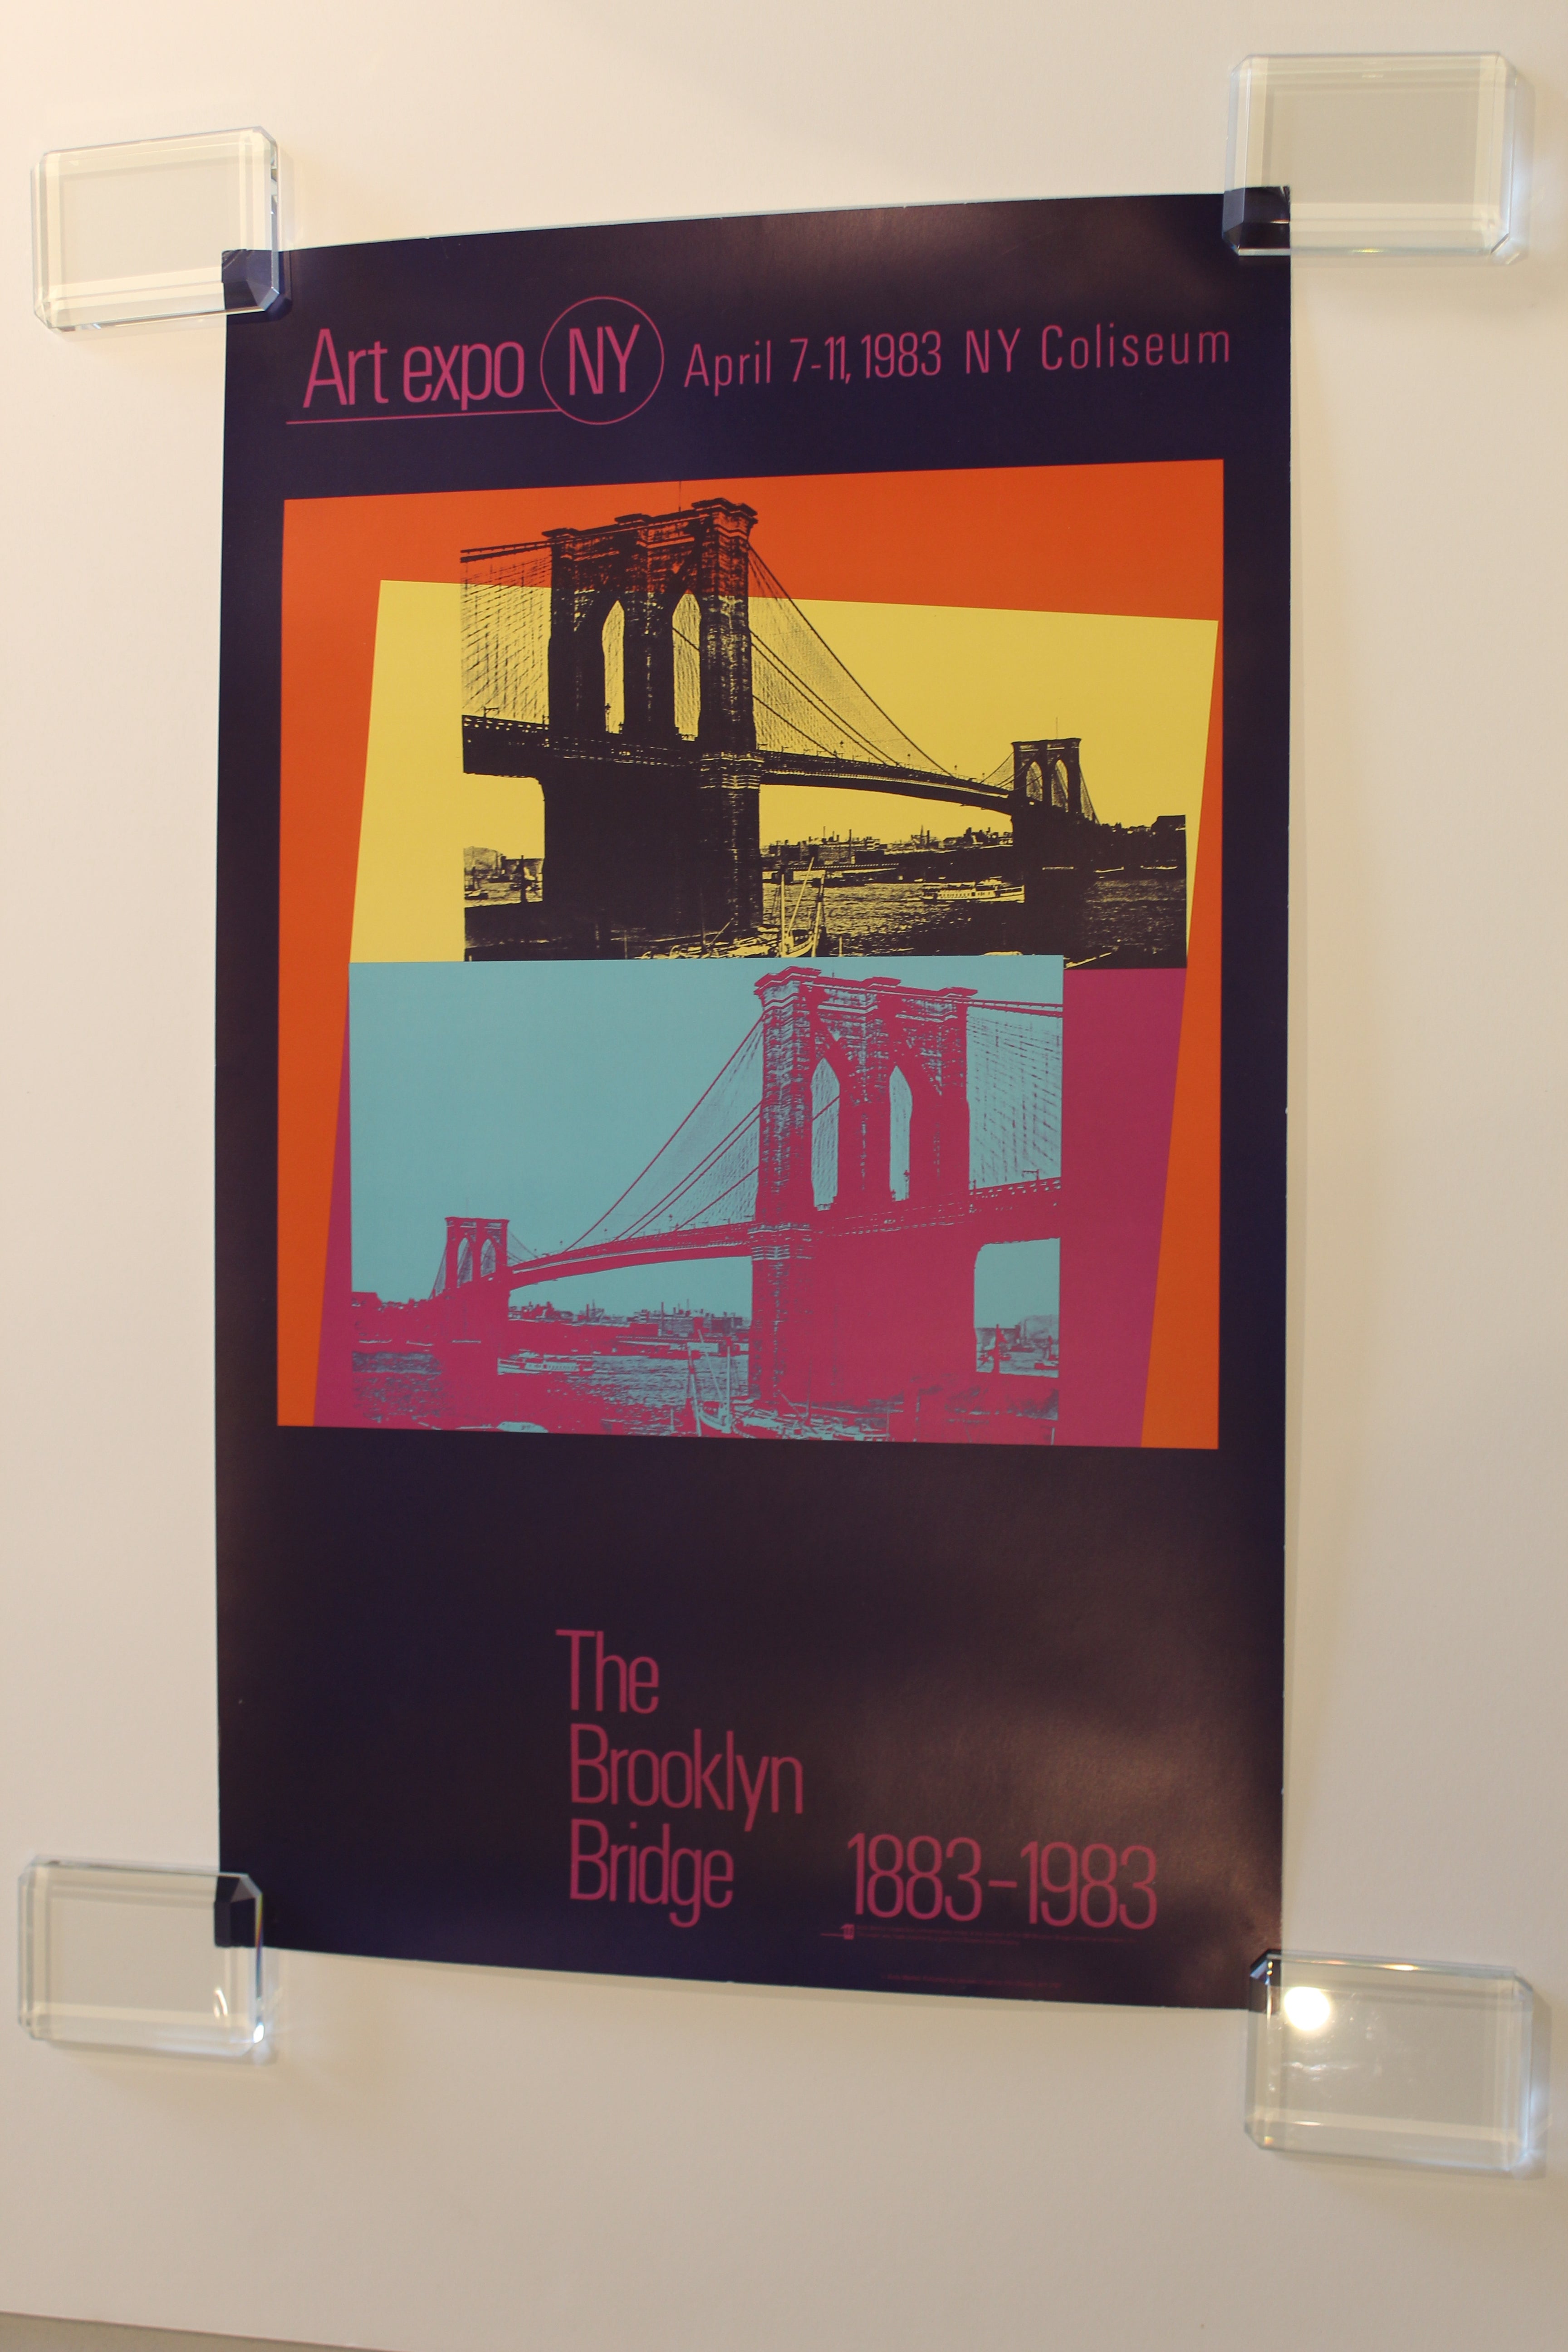 Art expo NY April 7-11, 1983 NY Coliseum
The
Brooklyn
Bridge 1883-1983